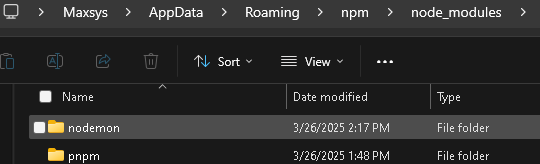 Maxsys > AppData > Roaming > npm > node_modules >
Sort View ...
Name Date modified Type
nodemon 3/26/2025 2:17 PM File folder
pnpm 3/26/2025 1:48 PM File folder